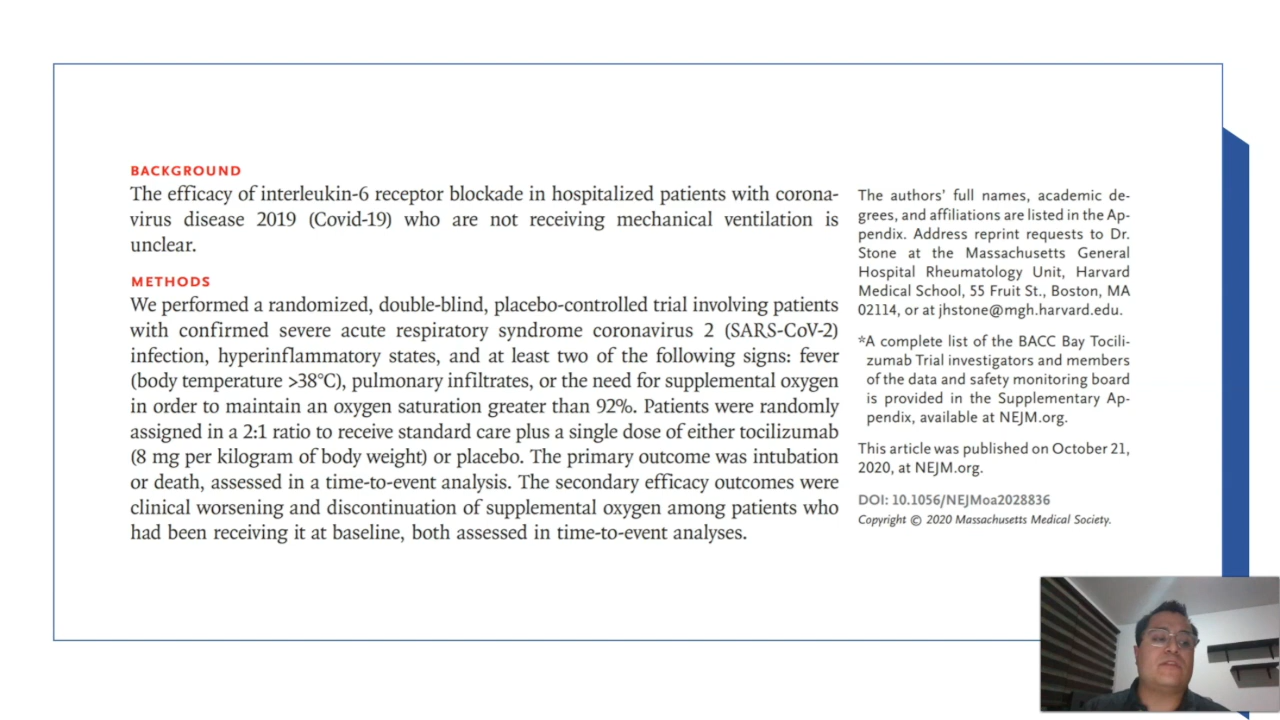 BACKGROUND
The efficacy of interleukin-6 receptor blockade in hospitalized patients with corona-
virus disease 2019 (Covid-19) who are not receiving mechanical ventilation is
unclear.
METHODS
We performed a randomized, double-blind, placebo-controlled trial involving patients
with confirmed severe acute respiratory syndrome coronavirus 2 (SARS-CoV-2)
infection, hyperinflammatory states, and at least two of the following signs: fever
(body temperature >38°C), pulmonary infiltrates, or the need for supplemental oxygen
in order to maintain an oxygen saturation greater than 92%. Patients were randomly
assigned in a 2:1 ratio to receive standard care plus a single dose of either tocilizumab
(8 mg per kilogram of body weight) or placebo. The primary outcome was intubation
or death, assessed in a time-to-event analysis. The secondary efficacy outcomes were
clinical worsening and discontinuation of supplemental oxygen among patients who
had been receiving it at baseline, both assessed in time-to-event analyses.
The authors' full names, academic de-
grees, and affiliations are listed in the Ap-
pendix. Address reprint requests to Dr.
Stone at the Massachusetts General
Hospital Rheumatology Unit, Harvard
Medical School, 55 Fruit St., Boston, MA
02114, or at jhstone@mgh.harvard.edu.
*A complete list of the BACC Bay Tocili-
zumab Trial investigators and members
of the data and safety monitoring board
is provided in the Supplementary Ap-
pendix, available at NEJM.org.
This article was published on October 21,
2020, at NEJM.org.
DOI: 10.1056/NEJMoa2028836
Copyright © 2020 Massachusetts Medical Society.